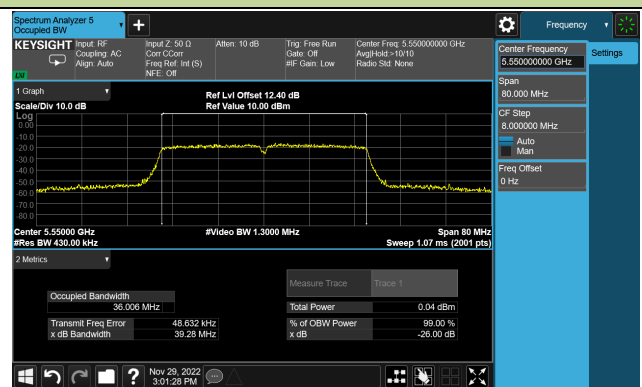 Spectrum Analyzer 5
Occupied BW
Frequency
KEYSIGHT
Input: RF
Coupling: AC
Align: Auto
Input Z: 50 Ω
Corr CCorr
Freq Ref: Int (S)
NFE: Off
Atten: 10 dB
Trig: Free Run
Gate: Off
#IF Gain: Low
Center Freq: 5.550000000 GHz
Avg|Hold:>10/10
Radio Std: None
LXI
Center Frequency
5.550000000 GHz
Settings
Span
80.000 MHz
CF Step
8.000000 MHz
Auto
Man
Freq Offset
0 Hz
1 Graph
Scale/Div 10.0 dB
Ref Lvl Offset 12.40 dB
Ref Value 10.00 dBm
Log
0.00
-10.0
-20.0
-30.0
-40.0
-50.0
-60.0
-70.0
-80.0
Center 5.55000 GHz
#Res BW 430.00 kHz
#Video BW 1.3000 MHz
Span 80 MHz
Sweep 1.07 ms (2001 pts)
2 Metrics
Measure Trace
Trace 1
Occupied Bandwidth
36.006 MHz
Total Power
0.04 dBm
Transmit Freq Error
48.632 kHz
% of OBW Power
99.00 %
x dB Bandwidth
39.28 MHz
x dB
-26.00 dB
?
Nov 29, 2022
3:01:28 PM